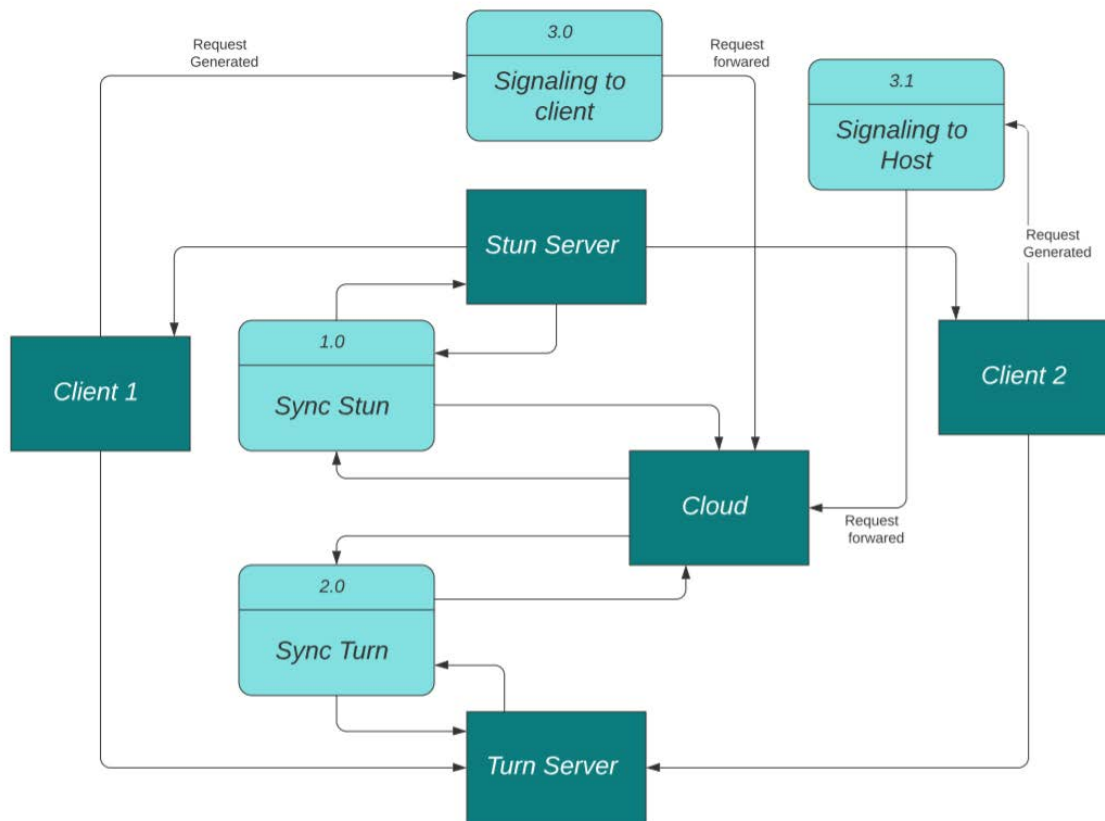 3.0
Signaling to
client
Request
Generated
Request
forwared
3.1
Signaling to
Host
Stun Server
Request
Generated
1.0
Sync Stun
Client 1
Client 2
Cloud
Request
forwared
2.0
Sync Turn
Turn Server